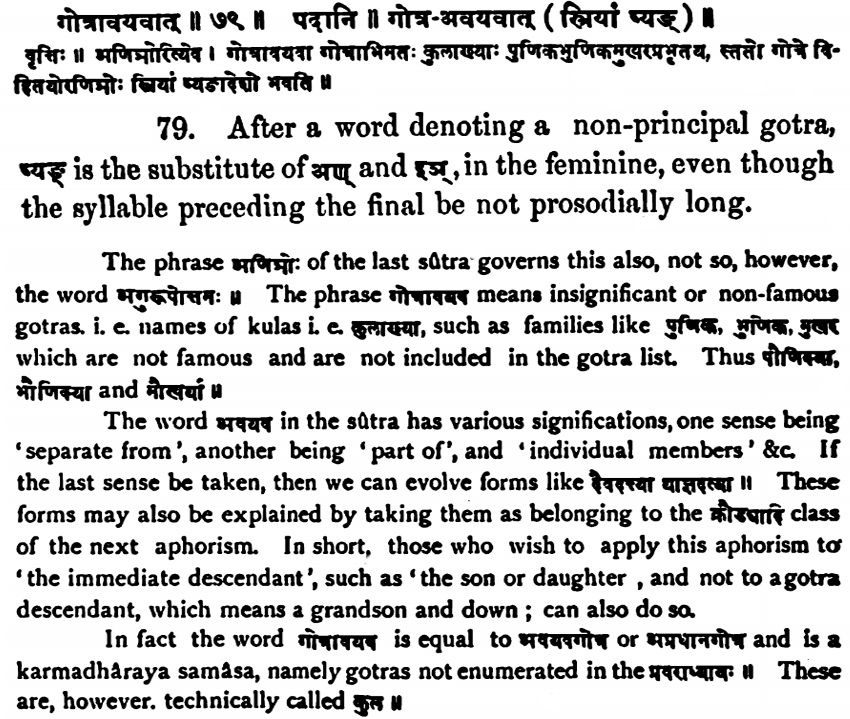 गोत्रावयवात् ॥ ७९ ॥ पदानि ॥ गोत्र-अवयवात् ( स्त्रियां ष्यङ् ) ॥
वृत्तिः ॥ अणिञोरित्येव । गोत्रावयवा गोत्राभिमताः कुलाख्याः पुणिकभुणिकमुखरप्रभृतय, स्ततो गोत्रे वि-
हितयोरणिञोः स्त्रियां ष्यङादेशो भवति ॥
79. After a word denoting a non-principal gotra,
ष्यङ् is the substitute of अण् and इञ्, in the feminine, even though
the syllable preceding the final be not prosodially long.
The phrase अणिञोः of the last sûtra governs this also, not so, however,
the word अगुरूपोत्तमः ॥ The phrase गोत्रावयव means insignificant or non-famous
gotras. i. e. names of kulas i. e. कुलाख्या, such as families like पुणिक, भुणिक, मुखर
which are not famous and are not included in the gotra list. Thus पौणिक्या,
भौणिक्या and मौखर्या ॥
The word अवयव in the sûtra has various significations, one sense being
'separate from', another being 'part of', and 'individual members' &c. If
the last sense be taken, then we can evolve forms like दैवदत्त्या याज्ञदत्त्या ॥ These
forms may also be explained by taking them as belonging to the क्रौड्यादि class
of the next aphorism. In short, those who wish to apply this aphorism to
'the immediate descendant', such as 'the son or daughter , and not to a gotra
descendant, which means a grandson and down ; can also do so.
In fact the word गोत्रावयव is equal to अवयवगोत्र or अप्रधानगोत्र and is a
karmadhâraya samâsa, namely gotras not enumerated in the प्रवराध्यायः ॥ These
are, however. technically called कुल ॥